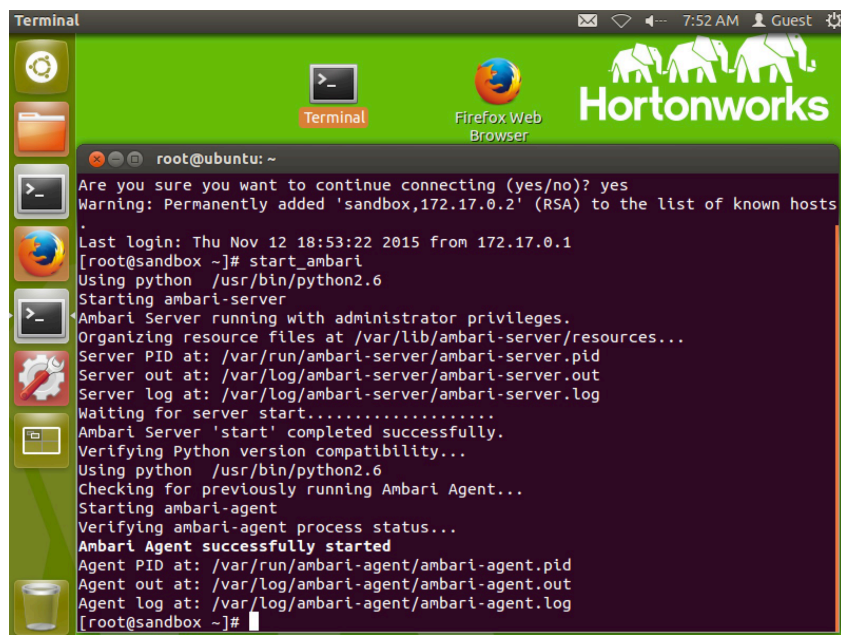 Terminal
7:52 AM Guest
Hortonworks
Terminal
Firefox Web
Browser
root@ubuntu: ~
Are you sure you want to continue connecting (yes/no)? yes
Warning: Permanently added 'sandbox,172.17.0.2' (RSA) to the list of known hosts
.
Last login: Thu Nov 12 18:53:22 2015 from 172.17.0.1
[root@sandbox ~]# start_ambari
Using python  /usr/bin/python2.6
Starting ambari-server
Ambari Server running with administrator privileges.
Organizing resource files at /var/lib/ambari-server/resources...
Server PID at: /var/run/ambari-server/ambari-server.pid
Server out at: /var/log/ambari-server/ambari-server.out
Server log at: /var/log/ambari-server/ambari-server.log
Waiting for server start....................
Ambari Server 'start' completed successfully.
Verifying Python version compatibility...
Using python  /usr/bin/python2.6
Checking for previously running Ambari Agent...
Starting ambari-agent
Verifying ambari-agent process status...
Ambari Agent successfully started
Agent PID at: /var/run/ambari-agent/ambari-agent.pid
Agent out at: /var/log/ambari-agent/ambari-agent.out
Agent log at: /var/log/ambari-agent/ambari-agent.log
[root@sandbox ~]#